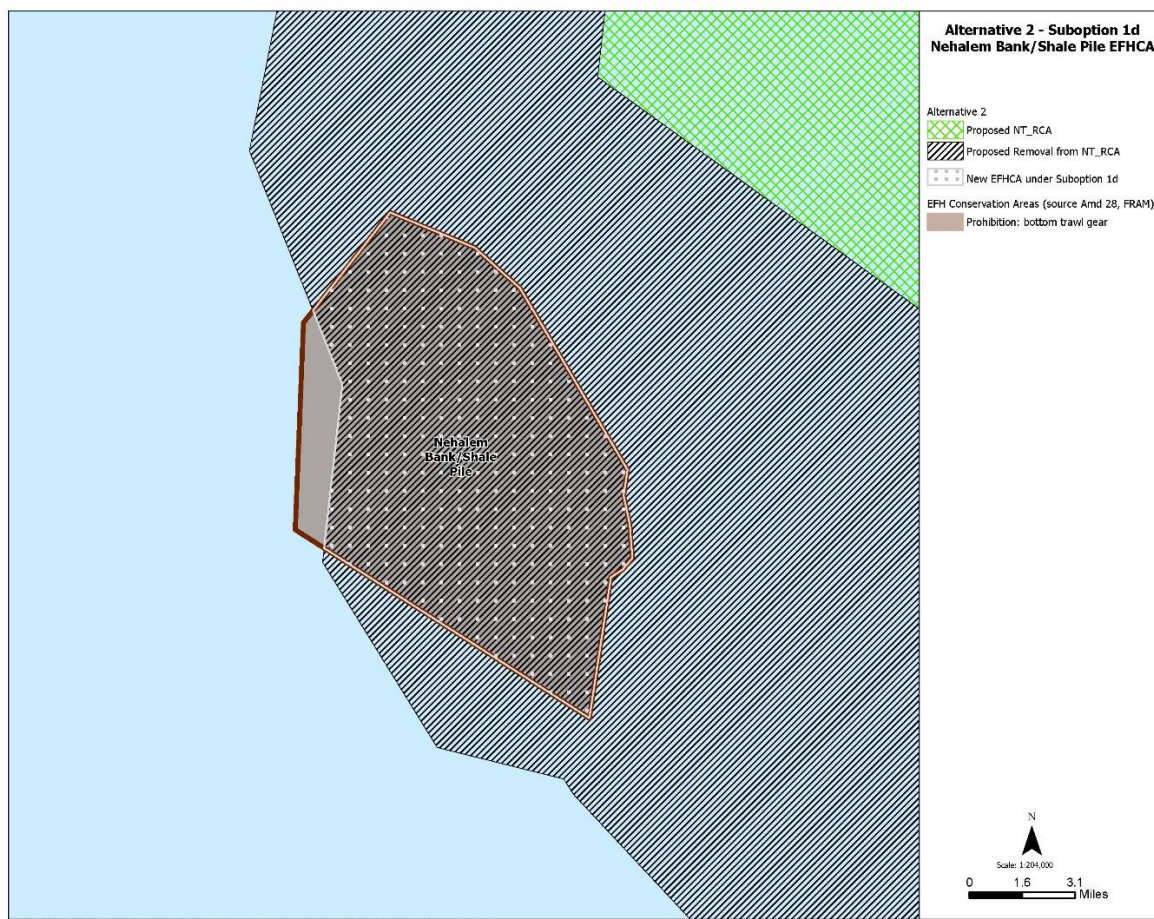 Alternative 2 - Suboption 1d
Nehalem Bank/Shale Pile EFHCA
Alternative 2
Proposed NT_RCA
Proposed Removal from NT_RCA
New EFHCA under Suboption 1d
EFH Conservation Areas (source Amd 28, FRAM)
Prohibition: bottom trawl gear
Nehalem
Bank/Shale
Pile
N
Scale: 1:204,000
0 1.6 3.1
Miles